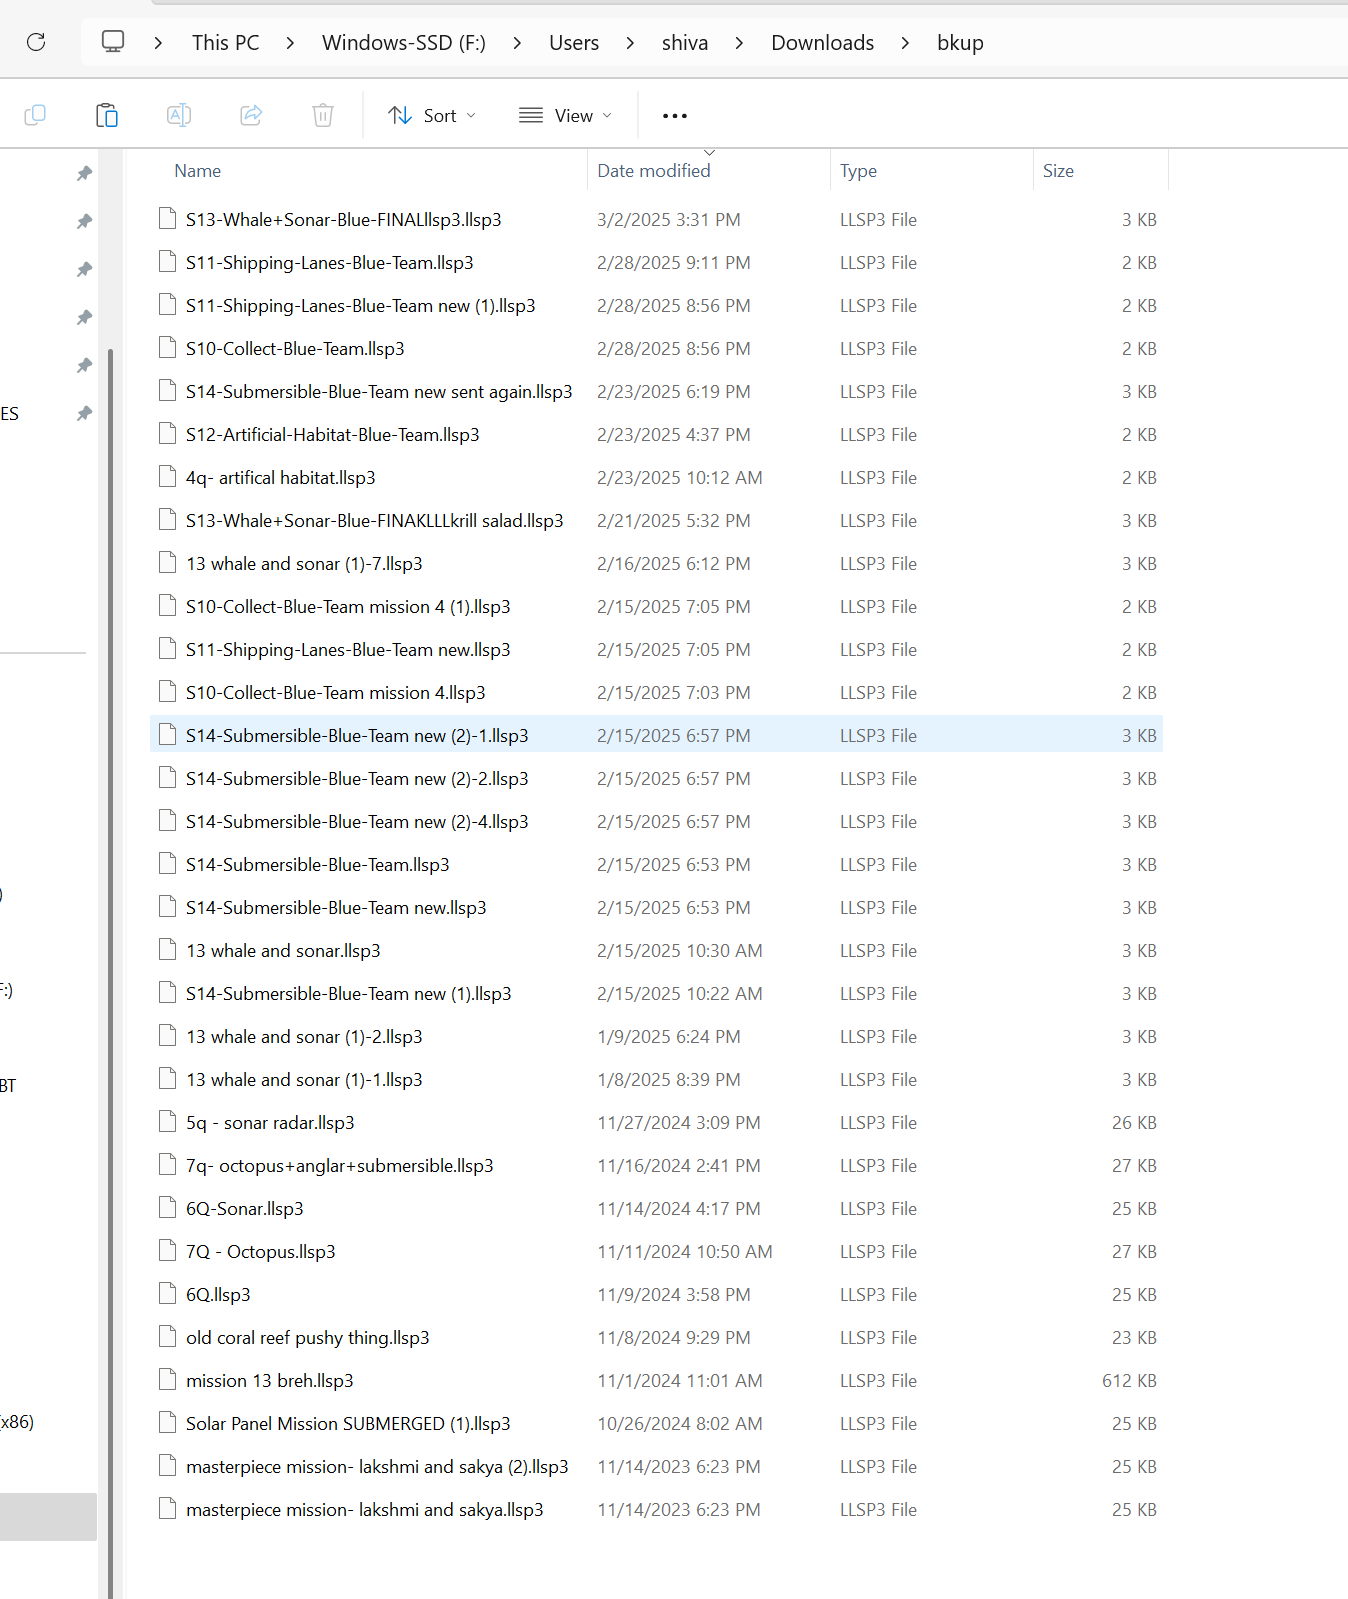 This PC > Windows-SSD (F:) > Users > shiva > Downloads > bkup
Sort View
Name Date modified Type Size
S13-Whale+Sonar-Blue-FINALllsp3.llsp3 3/2/2025 3:31 PM LLSP3 File 3 KB
S11-Shipping-Lanes-Blue-Team.llsp3 2/28/2025 9:11 PM LLSP3 File 2 KB
S11-Shipping-Lanes-Blue-Team new (1).llsp3 2/28/2025 8:56 PM LLSP3 File 2 KB
S10-Collect-Blue-Team.llsp3 2/28/2025 8:56 PM LLSP3 File 2 KB
S14-Submersible-Blue-Team new sent again.llsp3 2/23/2025 6:19 PM LLSP3 File 3 KB
ES
S12-Artificial-Habitat-Blue-Team.llsp3 2/23/2025 4:37 PM LLSP3 File 2 KB
4q- artifical habitat.llsp3 2/23/2025 10:12 AM LLSP3 File 2 KB
S13-Whale+Sonar-Blue-FINAKLLLkrill salad.llsp3 2/21/2025 5:32 PM LLSP3 File 3 KB
13 whale and sonar (1)-7.llsp3 2/16/2025 6:12 PM LLSP3 File 3 KB
S10-Collect-Blue-Team mission 4 (1).llsp3 2/15/2025 7:05 PM LLSP3 File 2 KB
S11-Shipping-Lanes-Blue-Team new.llsp3 2/15/2025 7:05 PM LLSP3 File 2 KB
S10-Collect-Blue-Team mission 4.llsp3 2/15/2025 7:03 PM LLSP3 File 2 KB
S14-Submersible-Blue-Team new (2)-1.llsp3 2/15/2025 6:57 PM LLSP3 File 3 KB
S14-Submersible-Blue-Team new (2)-2.llsp3 2/15/2025 6:57 PM LLSP3 File 3 KB
S14-Submersible-Blue-Team new (2)-4.llsp3 2/15/2025 6:57 PM LLSP3 File 3 KB
S14-Submersible-Blue-Team.llsp3 2/15/2025 6:53 PM LLSP3 File 3 KB
)
S14-Submersible-Blue-Team new.llsp3 2/15/2025 6:53 PM LLSP3 File 3 KB
13 whale and sonar.llsp3 2/15/2025 10:30 AM LLSP3 File 3 KB
F:)
S14-Submersible-Blue-Team new (1).llsp3 2/15/2025 10:22 AM LLSP3 File 3 KB
13 whale and sonar (1)-2.llsp3 1/9/2025 6:24 PM LLSP3 File 3 KB
13 whale and sonar (1)-1.llsp3 1/8/2025 8:39 PM LLSP3 File 3 KB
BT
5q - sonar radar.llsp3 11/27/2024 3:09 PM LLSP3 File 26 KB
7q- octopus+anglar+submersible.llsp3 11/16/2024 2:41 PM LLSP3 File 27 KB
6Q-Sonar.llsp3 11/14/2024 4:17 PM LLSP3 File 25 KB
7Q - Octopus.llsp3 11/11/2024 10:50 AM LLSP3 File 27 KB
6Q.llsp3 11/9/2024 3:58 PM LLSP3 File 25 KB
old coral reef pushy thing.llsp3 11/8/2024 9:29 PM LLSP3 File 23 KB
mission 13 breh.llsp3 11/1/2024 11:01 AM LLSP3 File 612 KB
(x86)
Solar Panel Mission SUBMERGED (1).llsp3 10/26/2024 8:02 AM LLSP3 File 25 KB
masterpiece mission- lakshmi and sakya (2).llsp3 11/14/2023 6:23 PM LLSP3 File 25 KB
masterpiece mission- lakshmi and sakya.llsp3 11/14/2023 6:23 PM LLSP3 File 25 KB